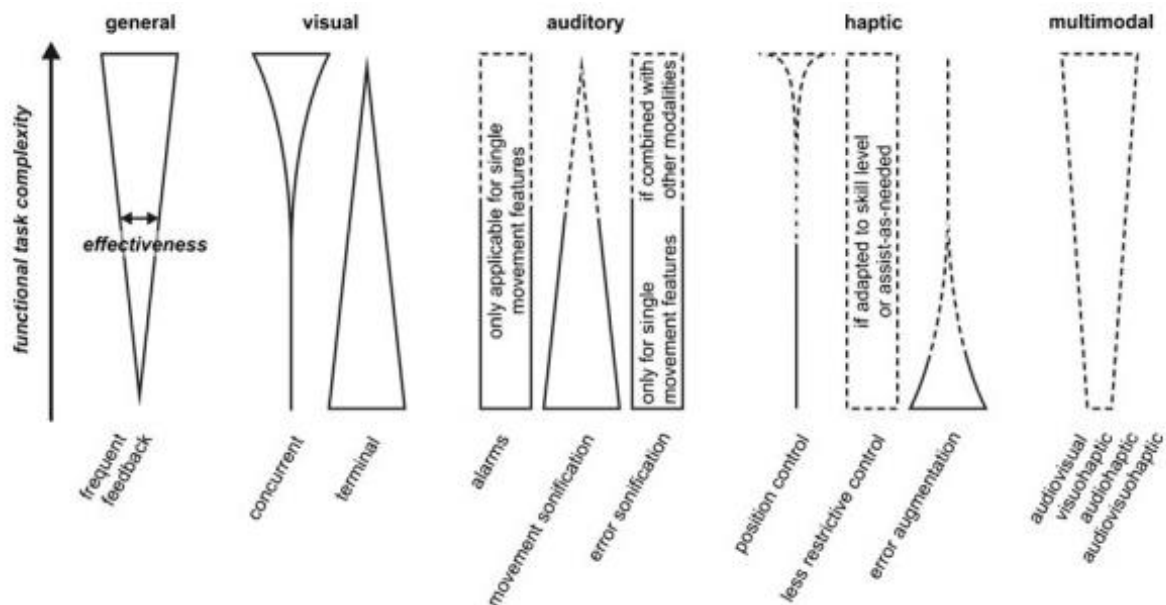 general
visual
auditory
haptic
multimodal
functional task complexity
effectiveness
only applicable for single
movement features
if combined with
other modalities
only for single
movement features
if adapted to skill level
or assist-as-needed
frequent
feedback
concurrent
terminal
alarms
movement sonification
error sonification
position control
less restrictive control
error augmentation
audiovisual
visuohaptic
audiohaptic
audiovisuohaptic